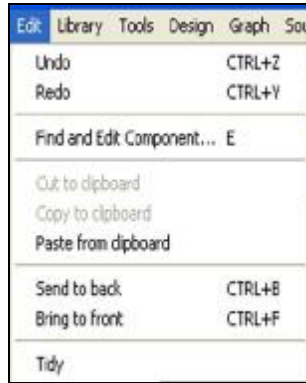 Edit Library Tools Design Graph Sou
Undo CTRL+Z
Redo CTRL+Y
Find and Edit Component... E
Cut to clipboard
Copy to clipboard
Paste from clipboard
Send to back CTRL+B
Bring to front CTRL+F
Tidy